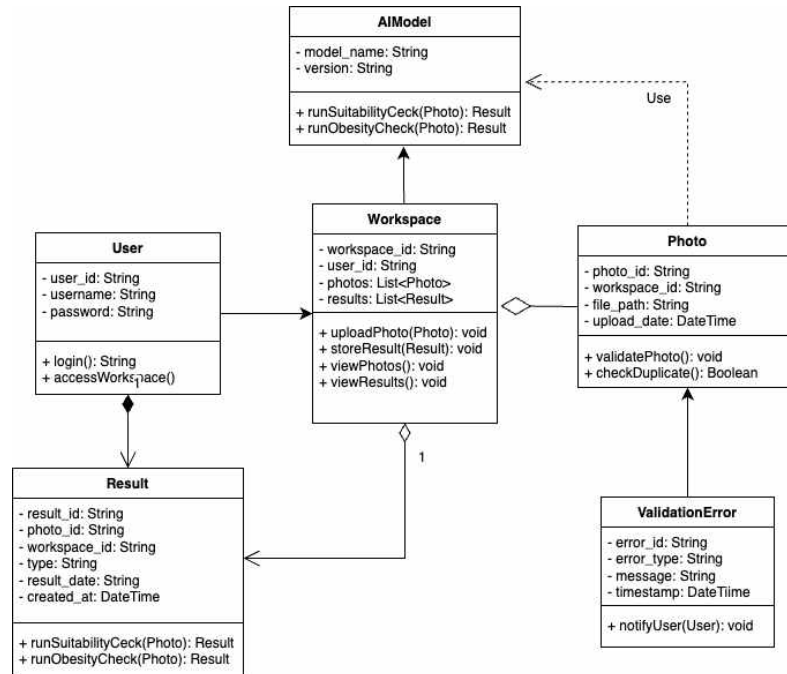 AIModel
- model_name: String
- version: String
+ runSuitabilityCeck(Photo): Result
+ runObesityCheck(Photo): Result
Use
Workspace
- workspace_id: String
- user_id: String
- photos: List<Photo>
- results: List<Result>
+ uploadPhoto(Photo): void
+ storeResult(Result): void
+ viewPhotos(): void
+ viewResults(): void
1
User
- user_id: String
- username: String
- password: String
+ login(): String
+ accessWorkspace()
1
Photo
- photo_id: String
- workspace_id: String
- file_path: String
- upload_date: DateTime
+ validatePhoto(): void
+ checkDuplicate(): Boolean
Result
- result_id: String
- photo_id: String
- workspace_id: String
- type: String
- result_date: String
- created_at: DateTime
+ runSuitabilityCeck(Photo): Result
+ runObesityCheck(Photo): Result
ValidationError
- error_id: String
- error_type: String
- message: String
- timestamp: DateTiime
+ notifyUser(User): void